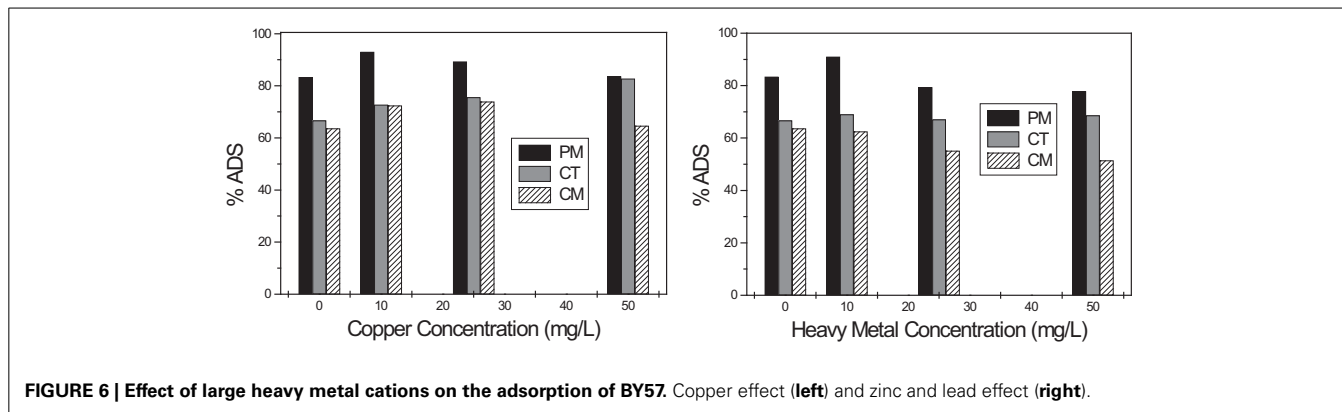 100
80
60
40
20
0
% ADS
PM
CT
CM
0 10 20 30 40 50
Copper Concentration (mg/L)
100
80
60
40
20
0
% ADS
PM
CT
CM
0 10 20 30 40 50
Heavy Metal Concentration (mg/L)
FIGURE 6 | Effect of large heavy metal cations on the adsorption of BY57. Copper effect (left) and zinc and lead effect (right).